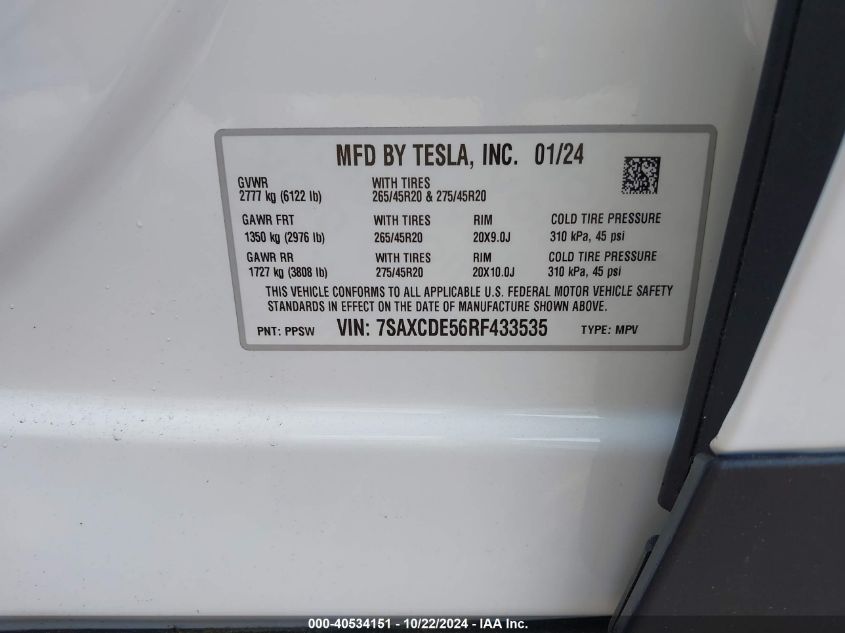 MFD BY TESLA, INC. 01/24
GVWR WITH TIRES
2777 kg (6122 lb) 265/45R20 & 275/45R20
GAWR FRT WITH TIRES RIM COLD TIRE PRESSURE
1350 kg (2976 lb) 265/45R20 20X9.0J 310 kPa, 45 psi
GAWR RR WITH TIRES RIM COLD TIRE PRESSURE
1727 kg (3808 lb) 275/45R20 20X10.0J 310 kPa, 45 psi
THIS VEHICLE CONFORMS TO ALL APPLICABLE U.S. FEDERAL MOTOR VEHICLE SAFETY
STANDARDS IN EFFECT ON THE DATE OF MANUFACTURE SHOWN ABOVE.
PNT: PPSW VIN: 7SAXCDE56RF433535 TYPE: MPV
000-40534151 - 10/22/2024 - IAA Inc.